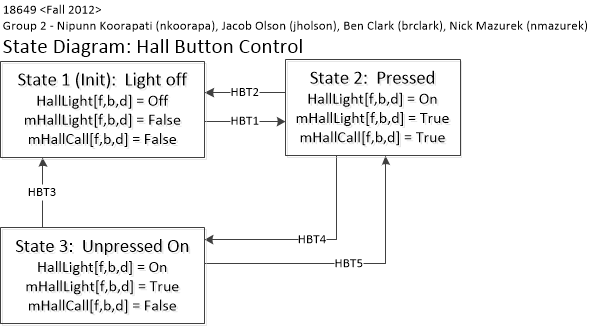 18649 <Fall 2012>
Group 2 - Nipunn Koorapati (nkoorapa), Jacob Olson (jholson), Ben Clark (brclark), Nick Mazurek (nmazurek)
State Diagram: Hall Button Control
State 1 (Init):  Light off
HallLight[f,b,d] = Off
mHallLight[f,b,d] = False
mHallCall[f,b,d] = False
HBT2
HBT1
State 2:  Pressed
HallLight[f,b,d] = On
mHallLight[f,b,d] = True
mHallCall[f,b,d] = True
HBT3
HBT4
HBT5
State 3:  Unpressed On
HallLight[f,b,d] = On
mHallLight[f,b,d] = True
mHallCall[f,b,d] = False